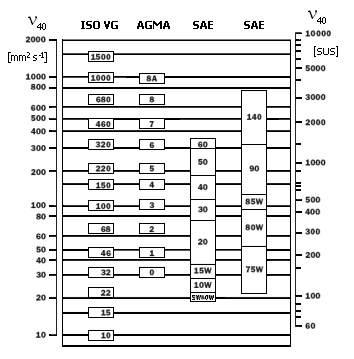 ν40 ISO VG AGMA SAE SAE ν40
[mm² s⁻¹] [SUS]
2000 10000
1500 5000
1000 1000 8A
800 3000
600 680 8 140
500 2000
400 460 7
300 320 6 60
50 1000
200 220 5 90
150 4 40
100 100 3 30 85W 500
80 400
60 68 2 80W 300
50 20
40 46 1 200
30 32 0 15W 75W
10W
20 22 100
15
60
10 10